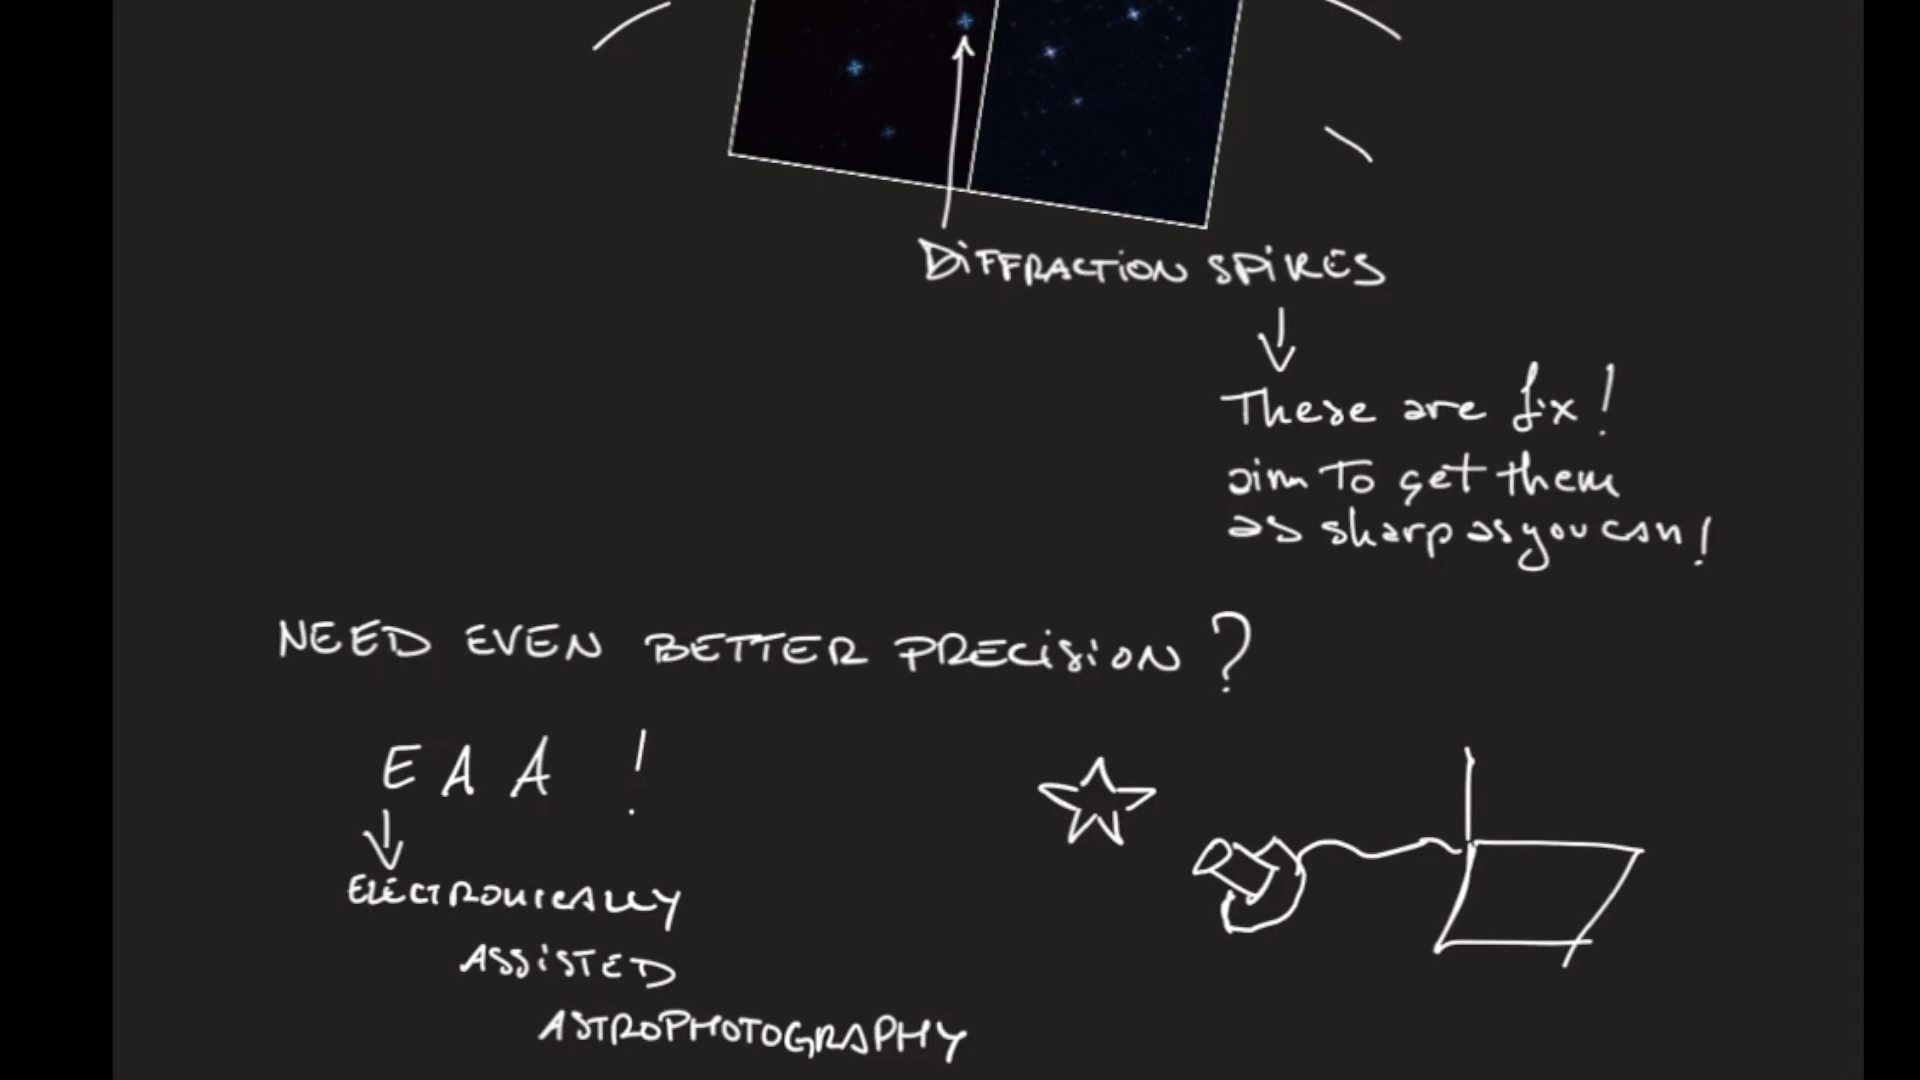 DiFFRACTiON SPiKES
These are fix!
aim To get them
as sharp as you can!
NEED EVEN BETTER PRECiSiON?
E A A !
ELECTRONICALLY
ASSiSTED
ASTROPHOTOGRAPHY